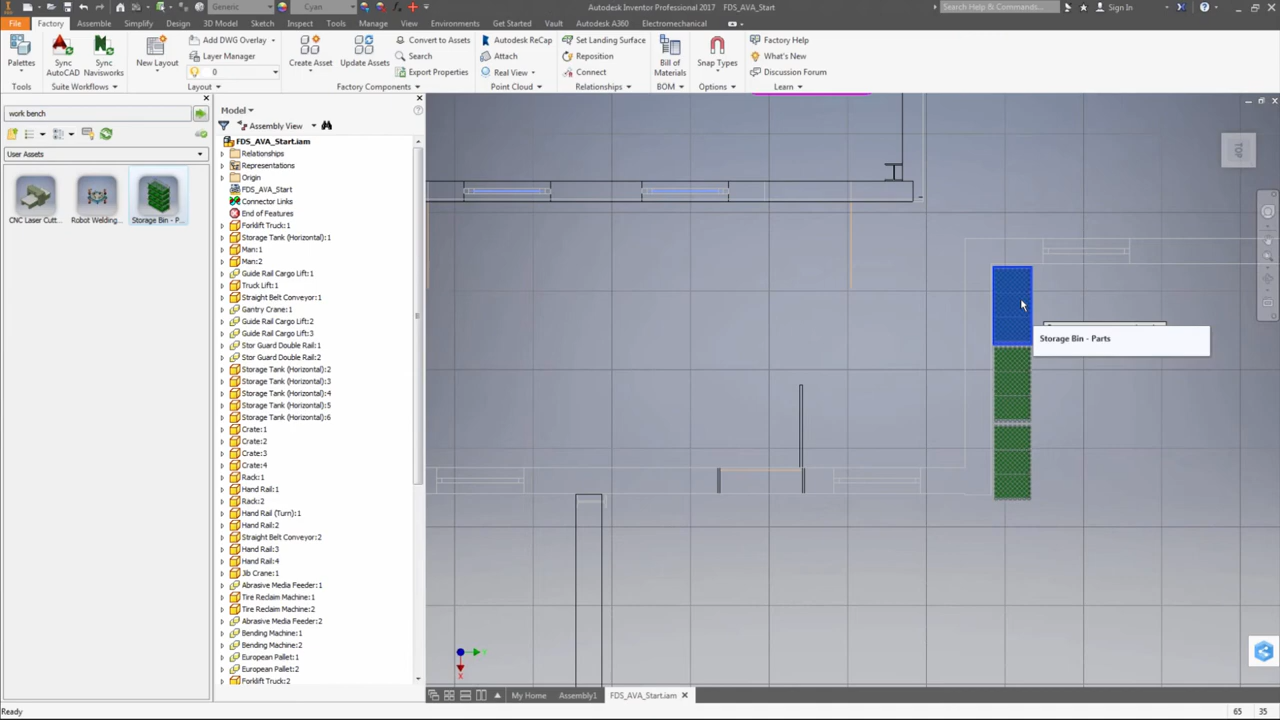 Generic
Cyan
Autodesk Inventor Professional 2017   FDS_AVA_Start
Search Help & Commands...
Sign In
File
Factory
Assemble
Simplify
Design
3D Model
Sketch
Inspect
Tools
Manage
View
Environments
Get Started
Vault
Autodesk A360
Electromechanical
Palettes
Sync AutoCAD
Sync Navisworks
New Layout
Add DWG Overlay
Layer Manager
0
Create Asset
Update Assets
Convert to Assets
Search
Export Properties
Autodesk ReCap
Attach
Real View
Set Landing Surface
Reposition
Connect
Bill of Materials
Snap Types
Factory Help
What's New
Discussion Forum
Tools
Suite Workflows
Layout
Factory Components
Point Cloud
Relationships
BOM
Options
Learn
work bench
User Assets
CNC Laser Cutt...
Robot Welding...
Storage Bin - P...
Model
Assembly View
FDS_AVA_Start.iam
Relationships
Representations
Origin
FDS_AVA_Start
Connector Links
End of Features
Forklift Truck:1
Storage Tank (Horizontal):1
Man:1
Man:2
Guide Rail Cargo Lift:1
Truck Lift:1
Straight Belt Conveyor:1
Gantry Crane:1
Guide Rail Cargo Lift:2
Guide Rail Cargo Lift:3
Stor Guard Double Rail:1
Stor Guard Double Rail:2
Storage Tank (Horizontal):2
Storage Tank (Horizontal):3
Storage Tank (Horizontal):4
Storage Tank (Horizontal):5
Storage Tank (Horizontal):6
Crate:1
Crate:2
Crate:3
Crate:4
Rack:1
Hand Rail:1
Rack:2
Hand Rail (Turn):1
Hand Rail:2
Straight Belt Conveyor:2
Hand Rail:3
Hand Rail:4
Jib Crane:1
Abrasive Media Feeder:1
Tire Reclaim Machine:1
Tire Reclaim Machine:2
Abrasive Media Feeder:2
Bending Machine:1
Bending Machine:2
European Pallet:1
European Pallet:2
Forklift Truck:2
Storage Bin - Parts
Y
X
My Home
Assembly1
FDS_AVA_Start.iam
Ready
65
35